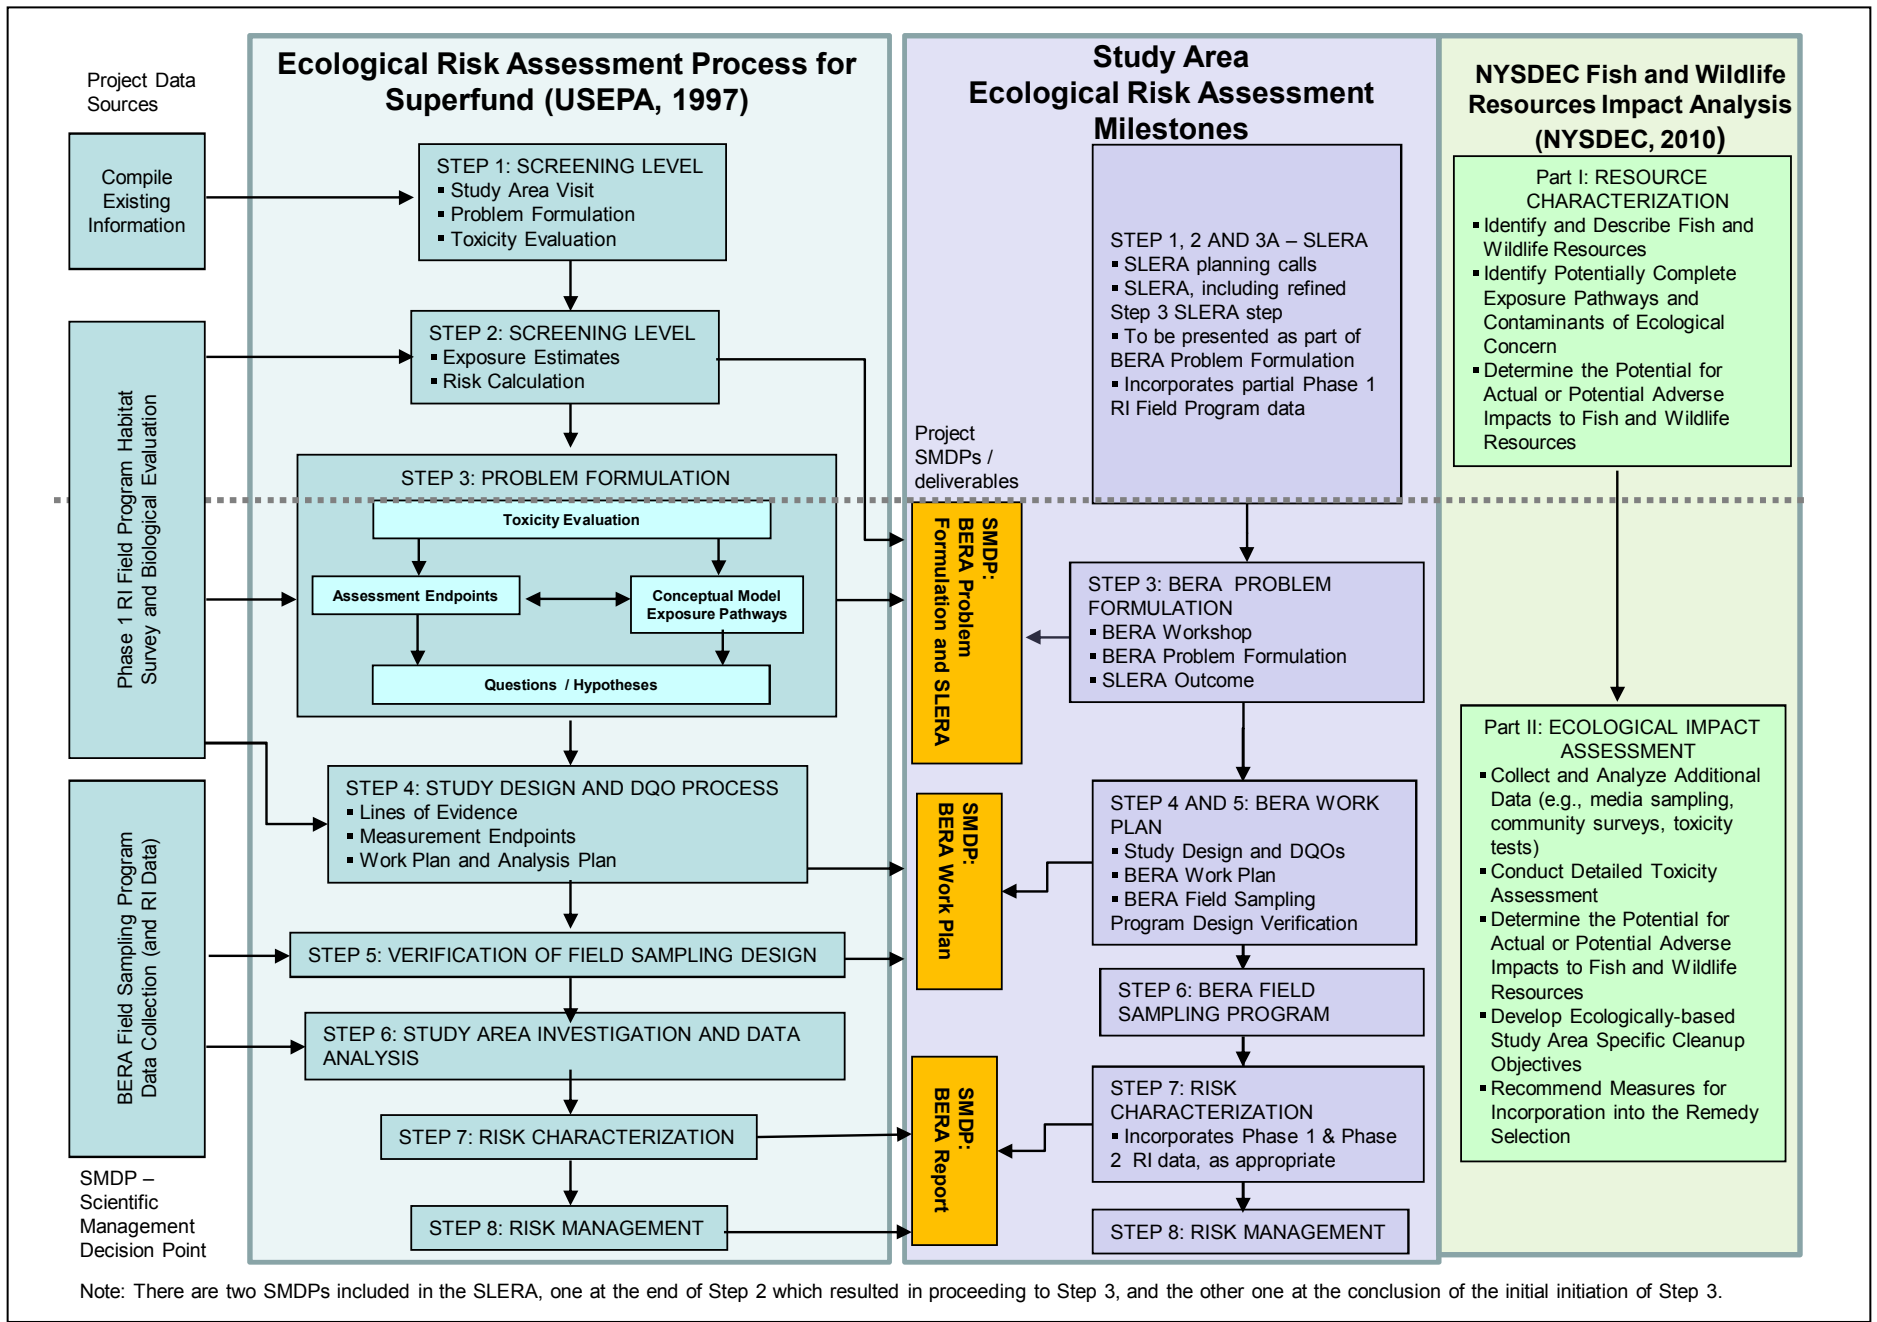 Project Data
Sources
Compile
Existing
Information
Phase 1 RI Field Program Habitat
Survey and Biological Evaluation
BERA Field Sampling Program
Data Collection (and RI Data)
SMDP –
Scientific
Management
Decision Point
Ecological Risk Assessment Process for
Superfund (USEPA, 1997)
STEP 1: SCREENING LEVEL
▪ Study Area Visit
▪ Problem Formulation
▪ Toxicity Evaluation
STEP 2: SCREENING LEVEL
▪ Exposure Estimates
▪ Risk Calculation
STEP 3: PROBLEM FORMULATION
Toxicity Evaluation
Assessment Endpoints
Conceptual Model
Exposure Pathways
Questions / Hypotheses
STEP 4: STUDY DESIGN AND DQO PROCESS
▪ Lines of Evidence
▪ Measurement Endpoints
▪ Work Plan and Analysis Plan
STEP 5: VERIFICATION OF FIELD SAMPLING DESIGN
STEP 6: STUDY AREA INVESTIGATION AND DATA
ANALYSIS
STEP 7: RISK CHARACTERIZATION
STEP 8: RISK MANAGEMENT
Study Area
Ecological Risk Assessment
Milestones
Project
SMDPs /
deliverables
SMDP:
BERA Problem
Formulation and SLERA
SMDP:
BERA Work Plan
SMDP:
BERA Report
STEP 1, 2 AND 3A – SLERA
▪ SLERA planning calls
▪ SLERA, including refined
Step 3 SLERA step
▪ To be presented as part of
BERA Problem Formulation
▪ Incorporates partial Phase 1
RI Field Program data
STEP 3: BERA PROBLEM
FORMULATION
▪ BERA Workshop
▪ BERA Problem Formulation
▪ SLERA Outcome
STEP 4 AND 5: BERA WORK
PLAN
▪ Study Design and DQOs
▪ BERA Work Plan
▪ BERA Field Sampling
Program Design Verification
STEP 6: BERA FIELD
SAMPLING PROGRAM
STEP 7: RISK
CHARACTERIZATION
▪ Incorporates Phase 1 & Phase
2 RI data, as appropriate
STEP 8: RISK MANAGEMENT
NYSDEC Fish and Wildlife
Resources Impact Analysis
(NYSDEC, 2010)
Part I: RESOURCE
CHARACTERIZATION
▪ Identify and Describe Fish and
Wildlife Resources
▪ Identify Potentially Complete
Exposure Pathways and
Contaminants of Ecological
Concern
▪ Determine the Potential for
Actual or Potential Adverse
Impacts to Fish and Wildlife
Resources
Part II: ECOLOGICAL IMPACT
ASSESSMENT
▪ Collect and Analyze Additional
Data (e.g., media sampling,
community surveys, toxicity
tests)
▪ Conduct Detailed Toxicity
Assessment
▪ Determine the Potential for
Actual or Potential Adverse
Impacts to Fish and Wildlife
Resources
▪ Develop Ecologically-based
Study Area Specific Cleanup
Objectives
▪ Recommend Measures for
Incorporation into the Remedy
Selection
Note: There are two SMDPs included in the SLERA, one at the end of Step 2 which resulted in proceeding to Step 3, and the other one at the conclusion of the initial initiation of Step 3.